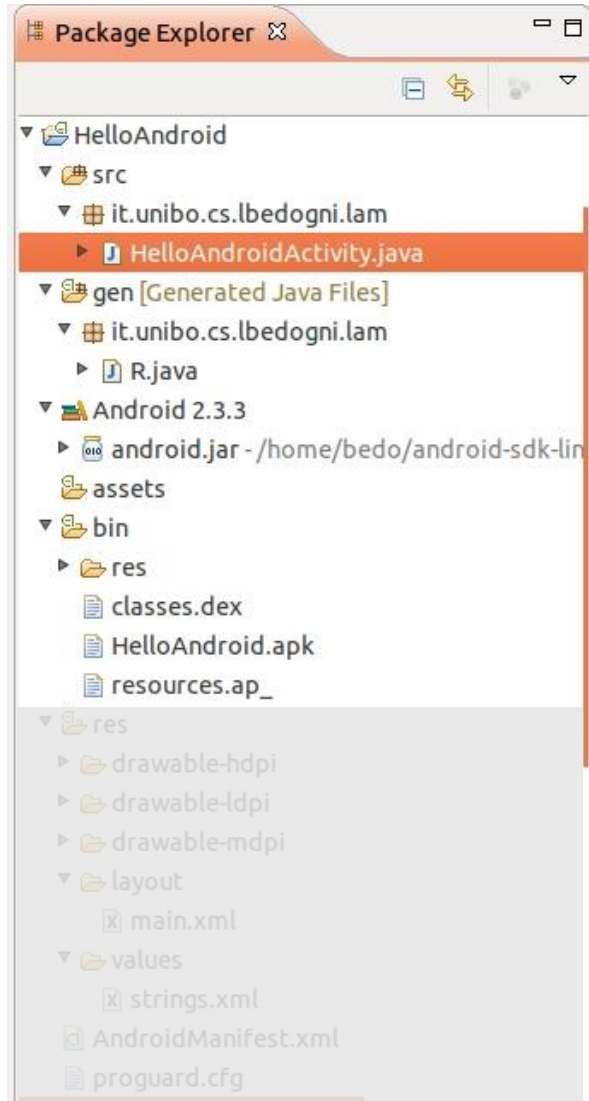 Package Explorer
HelloAndroid
src
it.unibo.cs.lbedogni.lam
HelloAndroidActivity.java
gen [Generated Java Files]
it.unibo.cs.lbedogni.lam
R.java
Android 2.3.3
android.jar - /home/bedo/android-sdk-lin
assets
bin
res
classes.dex
HelloAndroid.apk
resources.ap_
res
drawable-hdpi
drawable-ldpi
drawable-mdpi
layout
main.xml
values
strings.xml
AndroidManifest.xml
proguard.cfg